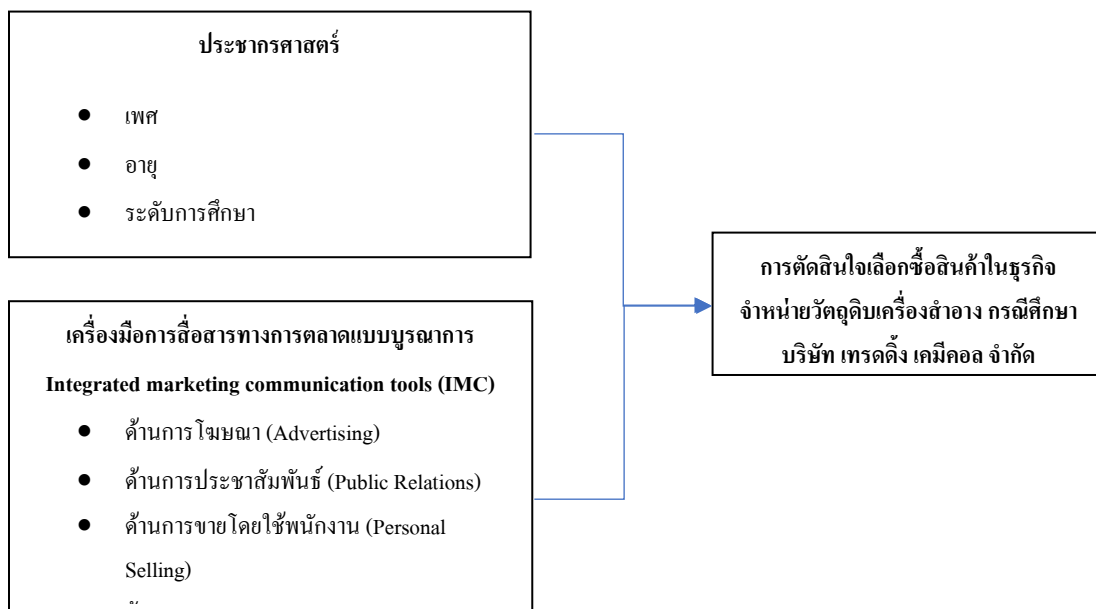 ประชากรศาสตร์
● เพศ
● อายุ
● ระดับการศึกษา
เครื่องมือการสื่อสารทางการตลาดแบบบูรณาการ
Integrated marketing communication tools (IMC)
● ด้านการโฆษณา (Advertising)
● ด้านการประชาสัมพันธ์ (Public Relations)
● ด้านการขายโดยใช้พนักงาน (Personal
Selling)
การตัดสินใจเลือกซื้อสินค้าในธุรกิจ
จำหน่ายวัตถุดิบเครื่องสำอาง กรณีศึกษา
บริษัท เทรดดิ้ง เคมีคอล จำกัด